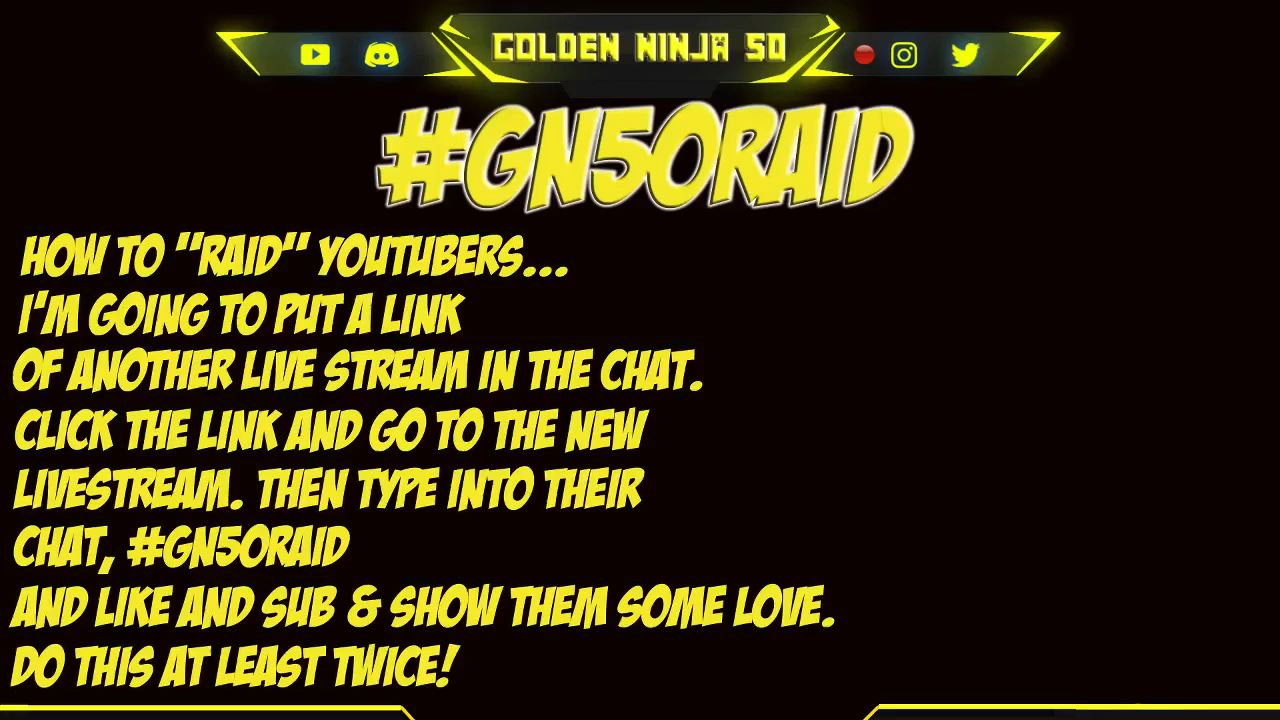 GOLDEN NINJA 50
#GN50RAID
HOW TO "RAID" YOUTUBERS...
I'M GOING TO PUT A LINK
OF ANOTHER LIVE STREAM IN THE CHAT.
CLICK THE LINK AND GO TO THE NEW
LIVESTREAM. THEN TYPE INTO THEIR
CHAT, #GN50RAID
AND LIKE AND SUB & SHOW THEM SOME LOVE.
DO THIS AT LEAST TWICE!